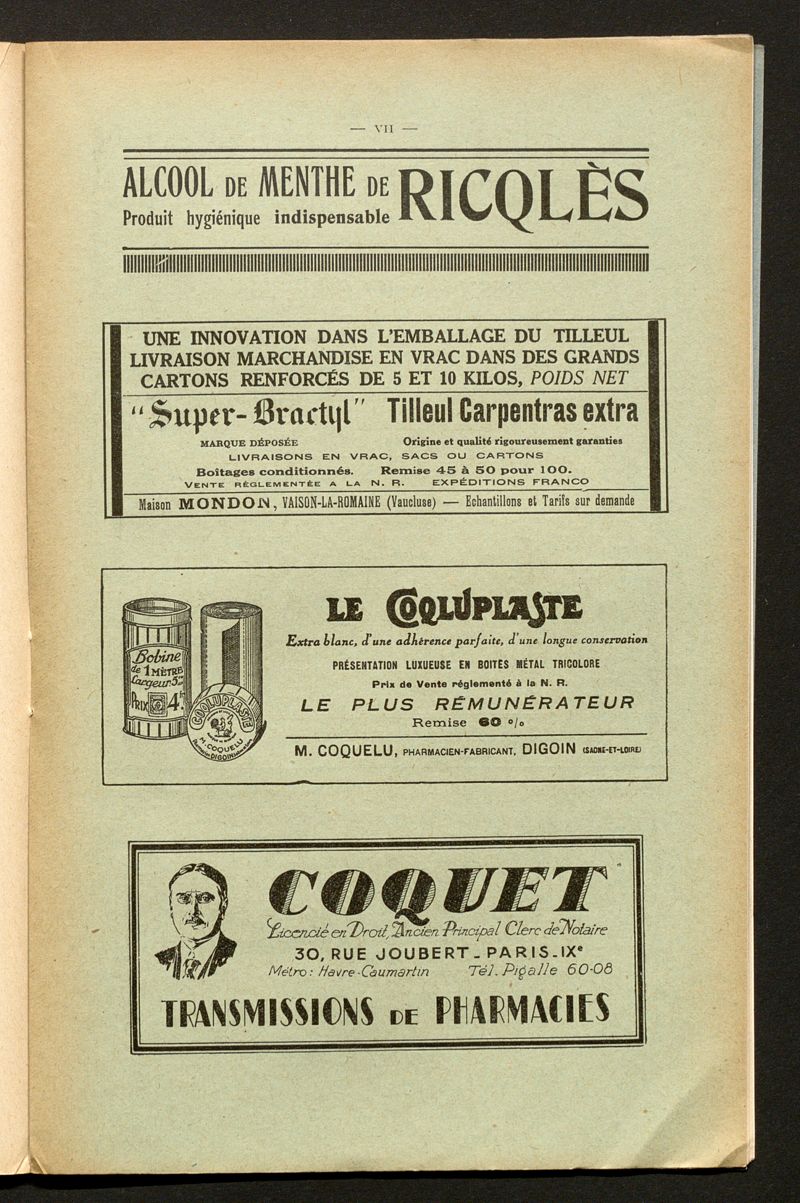 — VII —
ALCOOL DE MENTHE DE RICQLÈS
Produit hygiénique indispensable
UNE INNOVATION DANS L'EMBALLAGE DU TILLEUL
LIVRAISON MARCHANDISE EN VRAC DANS DES GRANDS
CARTONS RENFORCÉS DE 5 ET 10 KILOS, POIDS NET
"Super-Bractyl" Tilleul Carpentras extra
MARQUE DÉPOSÉE Origine et qualité rigoureusement garanties
LIVRAISONS EN VRAC, SACS OU CARTONS
Boîtages conditionnés. Remise 45 à 50 pour 100.
VENTE RÉGLEMENTÉE A LA N. R. EXPÉDITIONS FRANCO
Maison MONDON, VAISON-LA-ROMAINE (Vaucluse) — Echantillons et Tarifs sur demande
Bobine
de 1 MÈTRE
Largeur 5 cm
PRIX 4 fr
COQLUPLASTE
M. COQUELU
DIGOIN
LE COQLUPLASTE
Extra blanc, d'une adhérence parfaite, d'une longue conservation
PRÉSENTATION LUXUEUSE EN BOITES MÉTAL TRICOLORE
Prix de Vente réglementé à la N. R.
LE PLUS RÉMUNÉRATEUR
Remise 60 %
M. COQUELU, PHARMACIEN-FABRICANT, DIGOIN (SAONE-ET-LOIRE)
COQUET
Licencié en Droit, Ancien Principal Clerc de Notaire
30, RUE JOUBERT - PARIS-IXe
Métro : Havre-Caumartin Tél. Pigalle 60-08
TRANSMISSIONS DE PHARMACIES